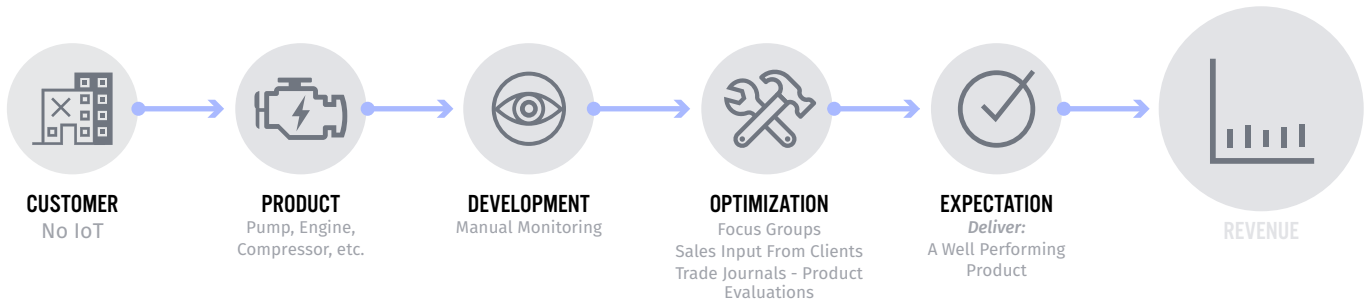 CUSTOMER
No IoT
PRODUCT
Pump, Engine,
Compressor, etc.
DEVELOPMENT
Manual Monitoring
OPTIMIZATION
Focus Groups
Sales Input From Clients
Trade Journals - Product
Evaluations
EXPECTATION
Deliver:
A Well Performing
Product
REVENUE